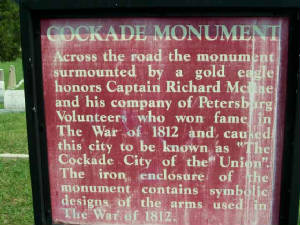 COCKADE MONUMENT
Across the road the monument
surmounted by a gold eagle
honors Captain Richard McRae
and his company of Petersburg
Volunteers who won fame in
The War of 1812 and caused
this city to be known as "The
Cockade City of the Union".
The iron enclosure of the
monument contains symbolic
designs of the arms used in
The War of 1812.